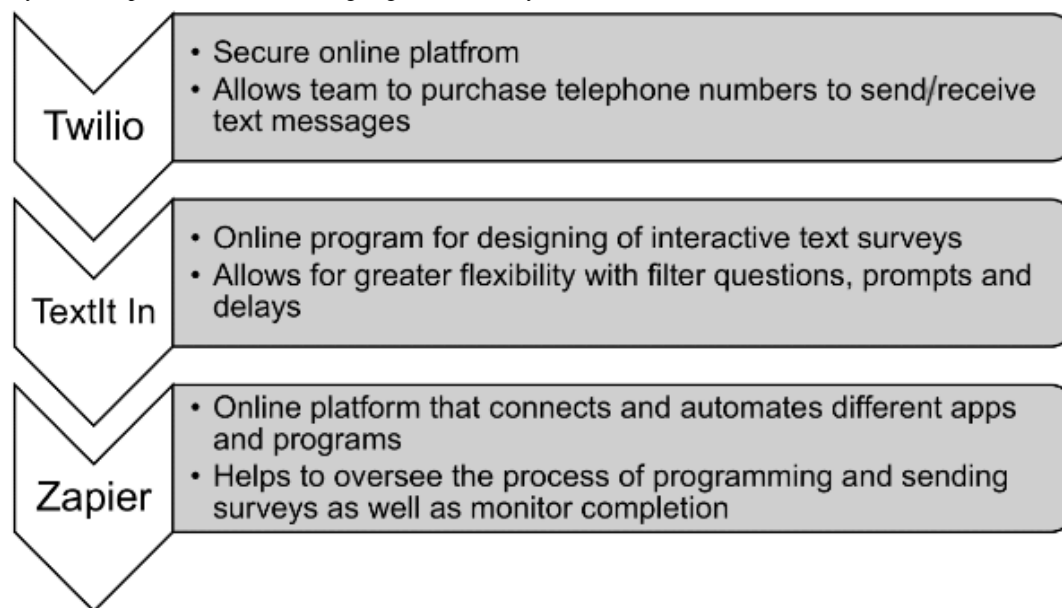 • Secure online platfrom
• Allows team to purchase telephone numbers to send/receive
text messages
Twilio
• Online program for designing of interactive text surveys
• Allows for greater flexibility with filter questions, prompts and
delays
TextIt In
• Online platform that connects and automates different apps
and programs
• Helps to oversee the process of programming and sending
surveys as well as monitor completion
Zapier